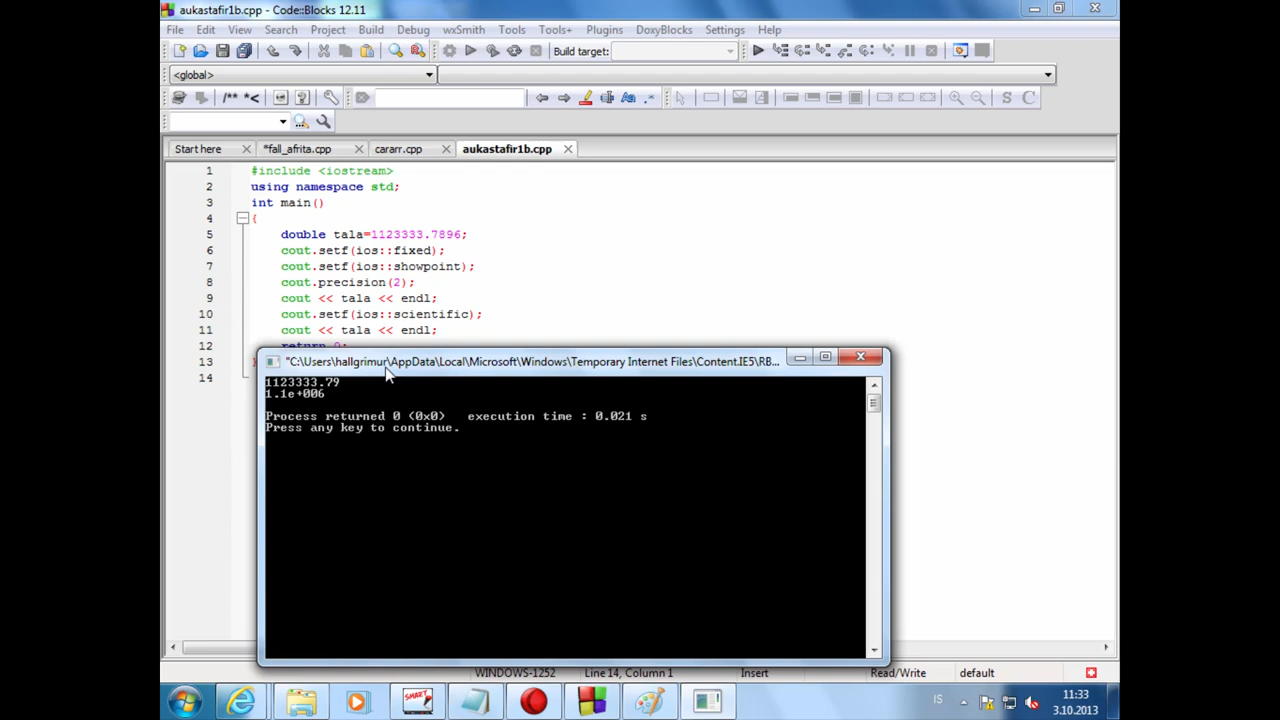 aukastafir1b.cpp - Code::Blocks 12.11
File Edit View Search Project Build Debug wxSmith Tools Tools+ Plugins DoxyBlocks Settings Help
Build target:
<global>
/** *<
Aa .*
S C
Start here *fall_afrita.cpp cararr.cpp aukastafir1b.cpp
1 #include <iostream>
2 using namespace std;
3 int main()
4 {
5 double tala=1123333.7896;
6 cout.setf(ios::fixed);
7 cout.setf(ios::showpoint);
8 cout.precision(2);
9 cout << tala << endl;
10 cout.setf(ios::scientific);
11 cout << tala << endl;
12 return 0;
13
14
"C:\Users\hallgrimur\AppData\Local\Microsoft\Windows\Temporary Internet Files\Content.IE5\RB...
1123333.79
1.1e+006
Process returned 0 (0x0) execution time : 0.021 s
Press any key to continue.
WINDOWS-1252 Line 14, Column 1 Insert Read/Write default
SMART
IS
11:33
3.10.2013